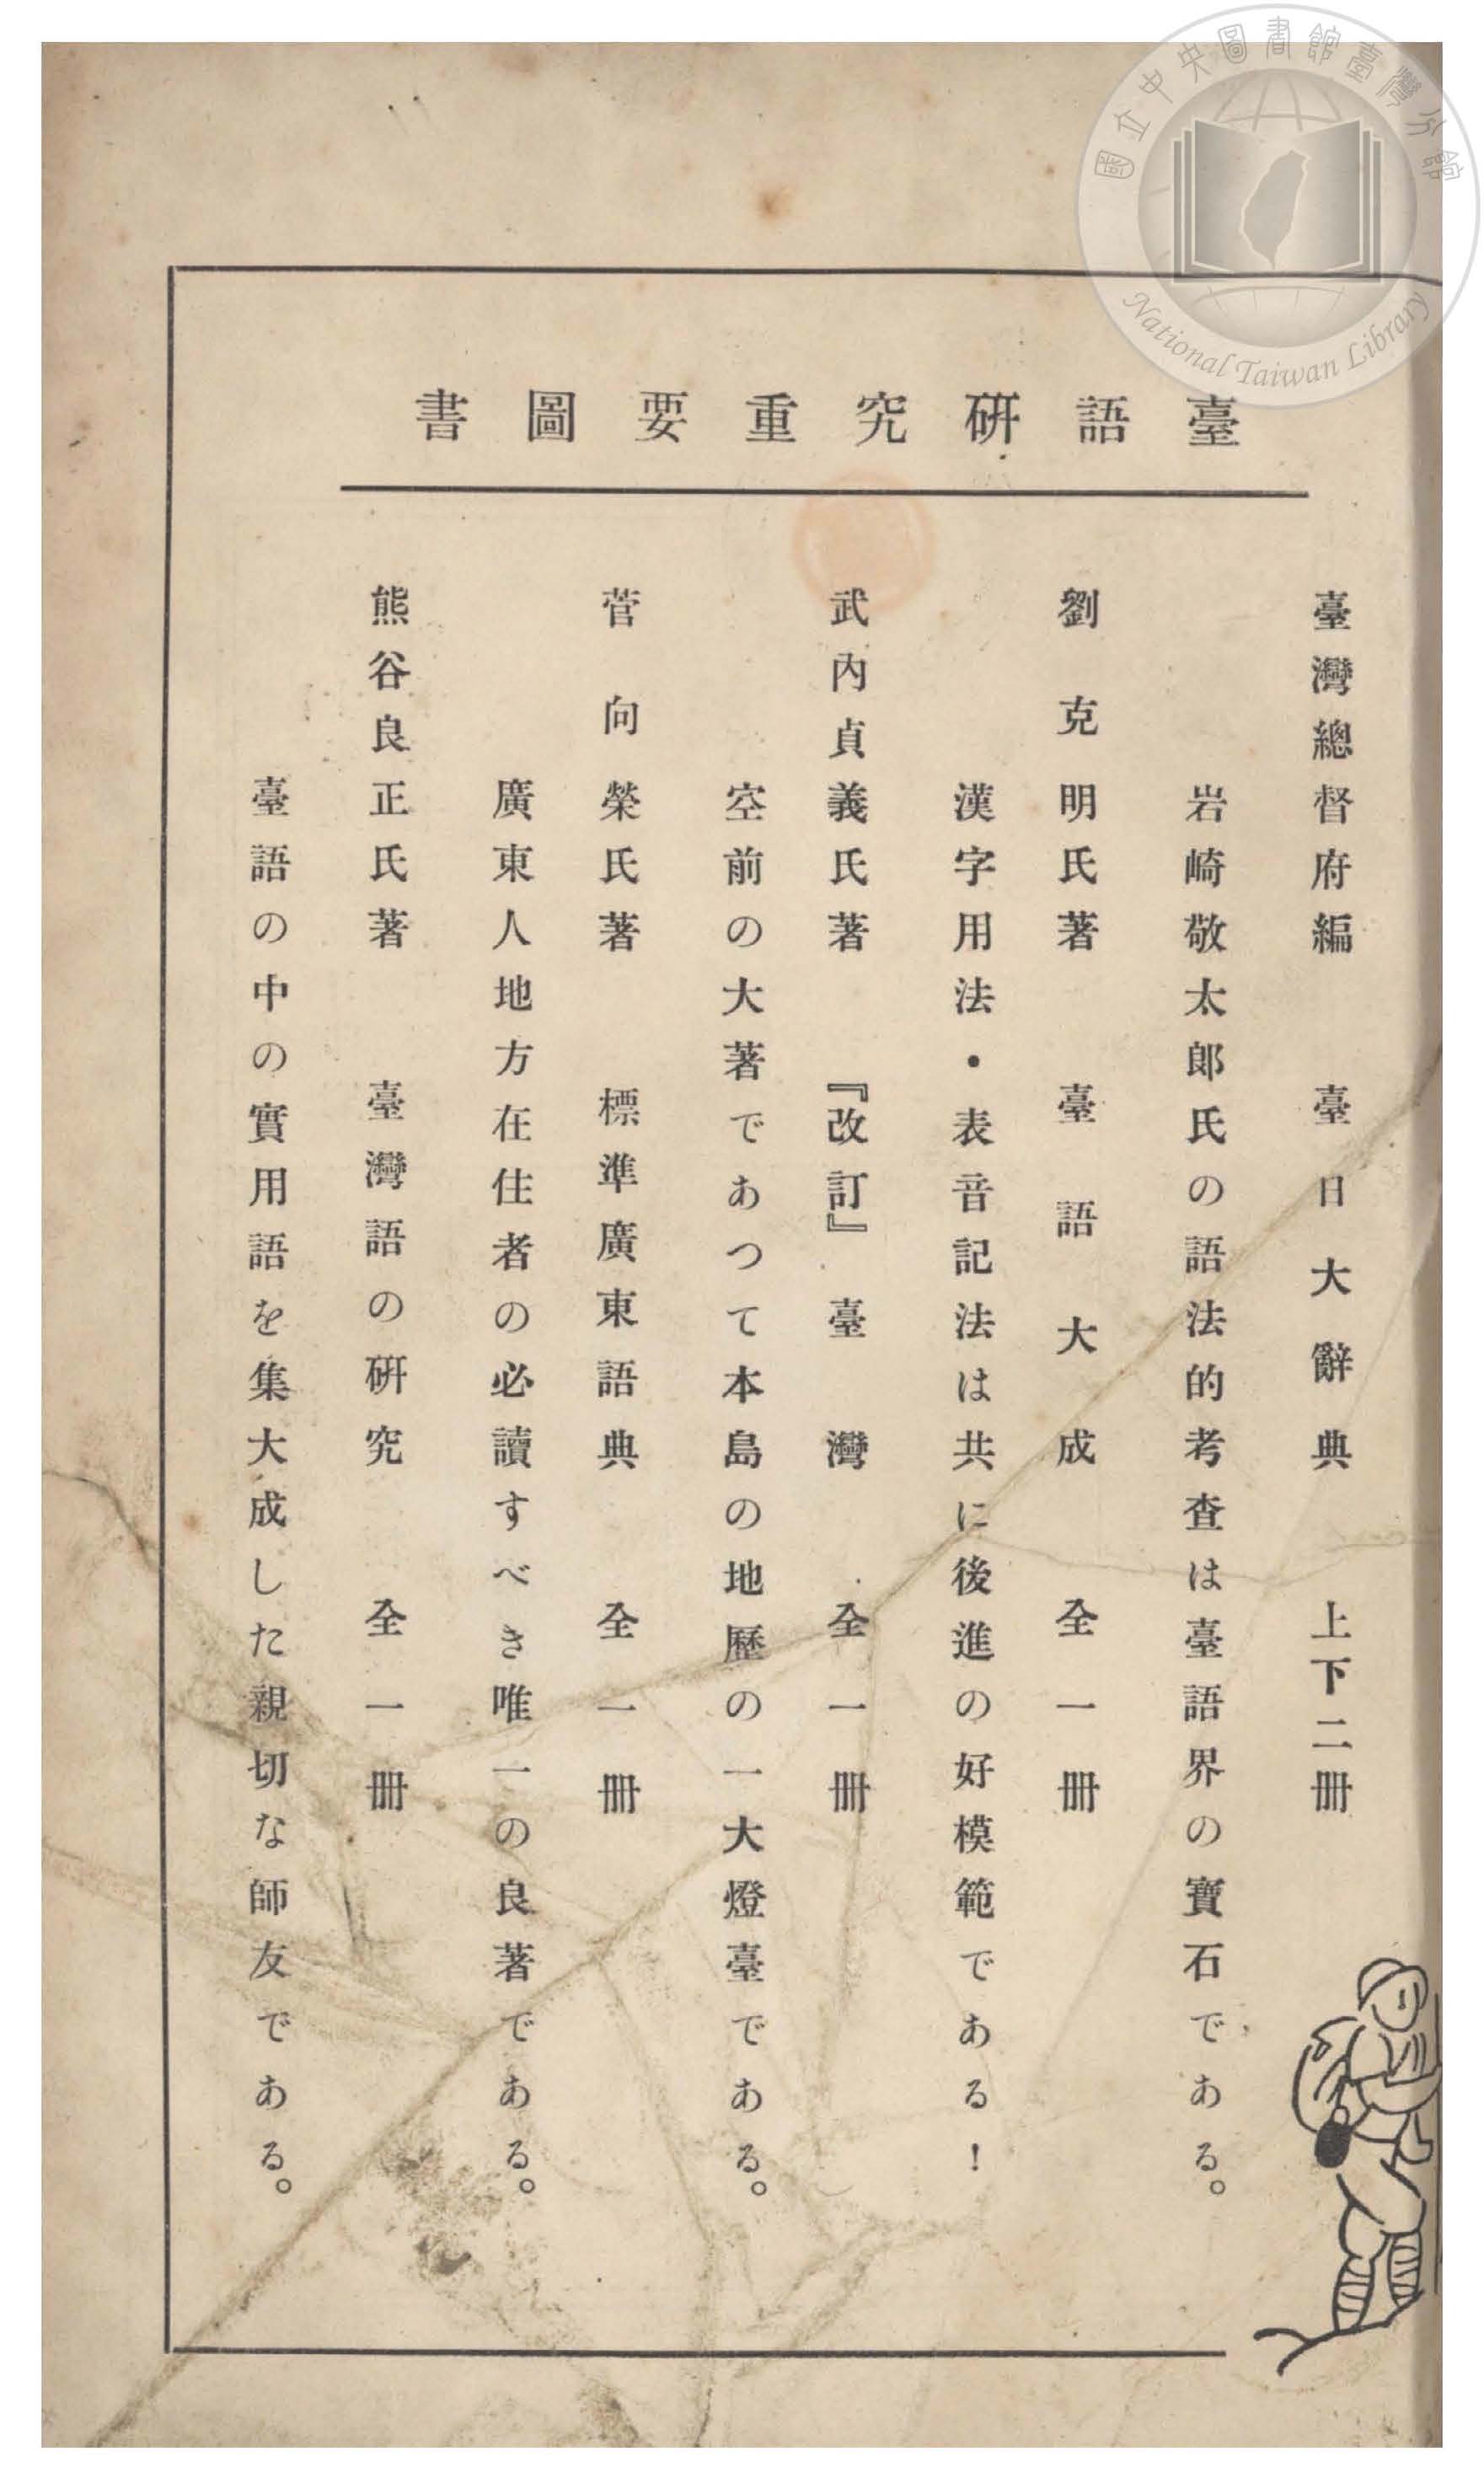 國立中央圖書館臺灣分館
National Taiwan Library
臺語硏究重要圖書
臺灣總督府編 臺日大辭典 上下二冊
岩崎敬太郞氏の語法的考查は臺語界の寶石である。
劉克明氏著 臺語大成 全一冊
漢字用法・表音記法は共に後進の好模範である！
武內貞義氏著 『改訂』臺灣 全一冊
空前の大著であつて本島の地歷の一大燈臺である。
菅向榮氏著 標準廣東語典 全一冊
廣東人地方在住者の必讀すべき唯一の良著である。
熊谷良正氏著 臺灣語の硏究 全一冊
臺語の中の實用語を集大成した親切な師友である。